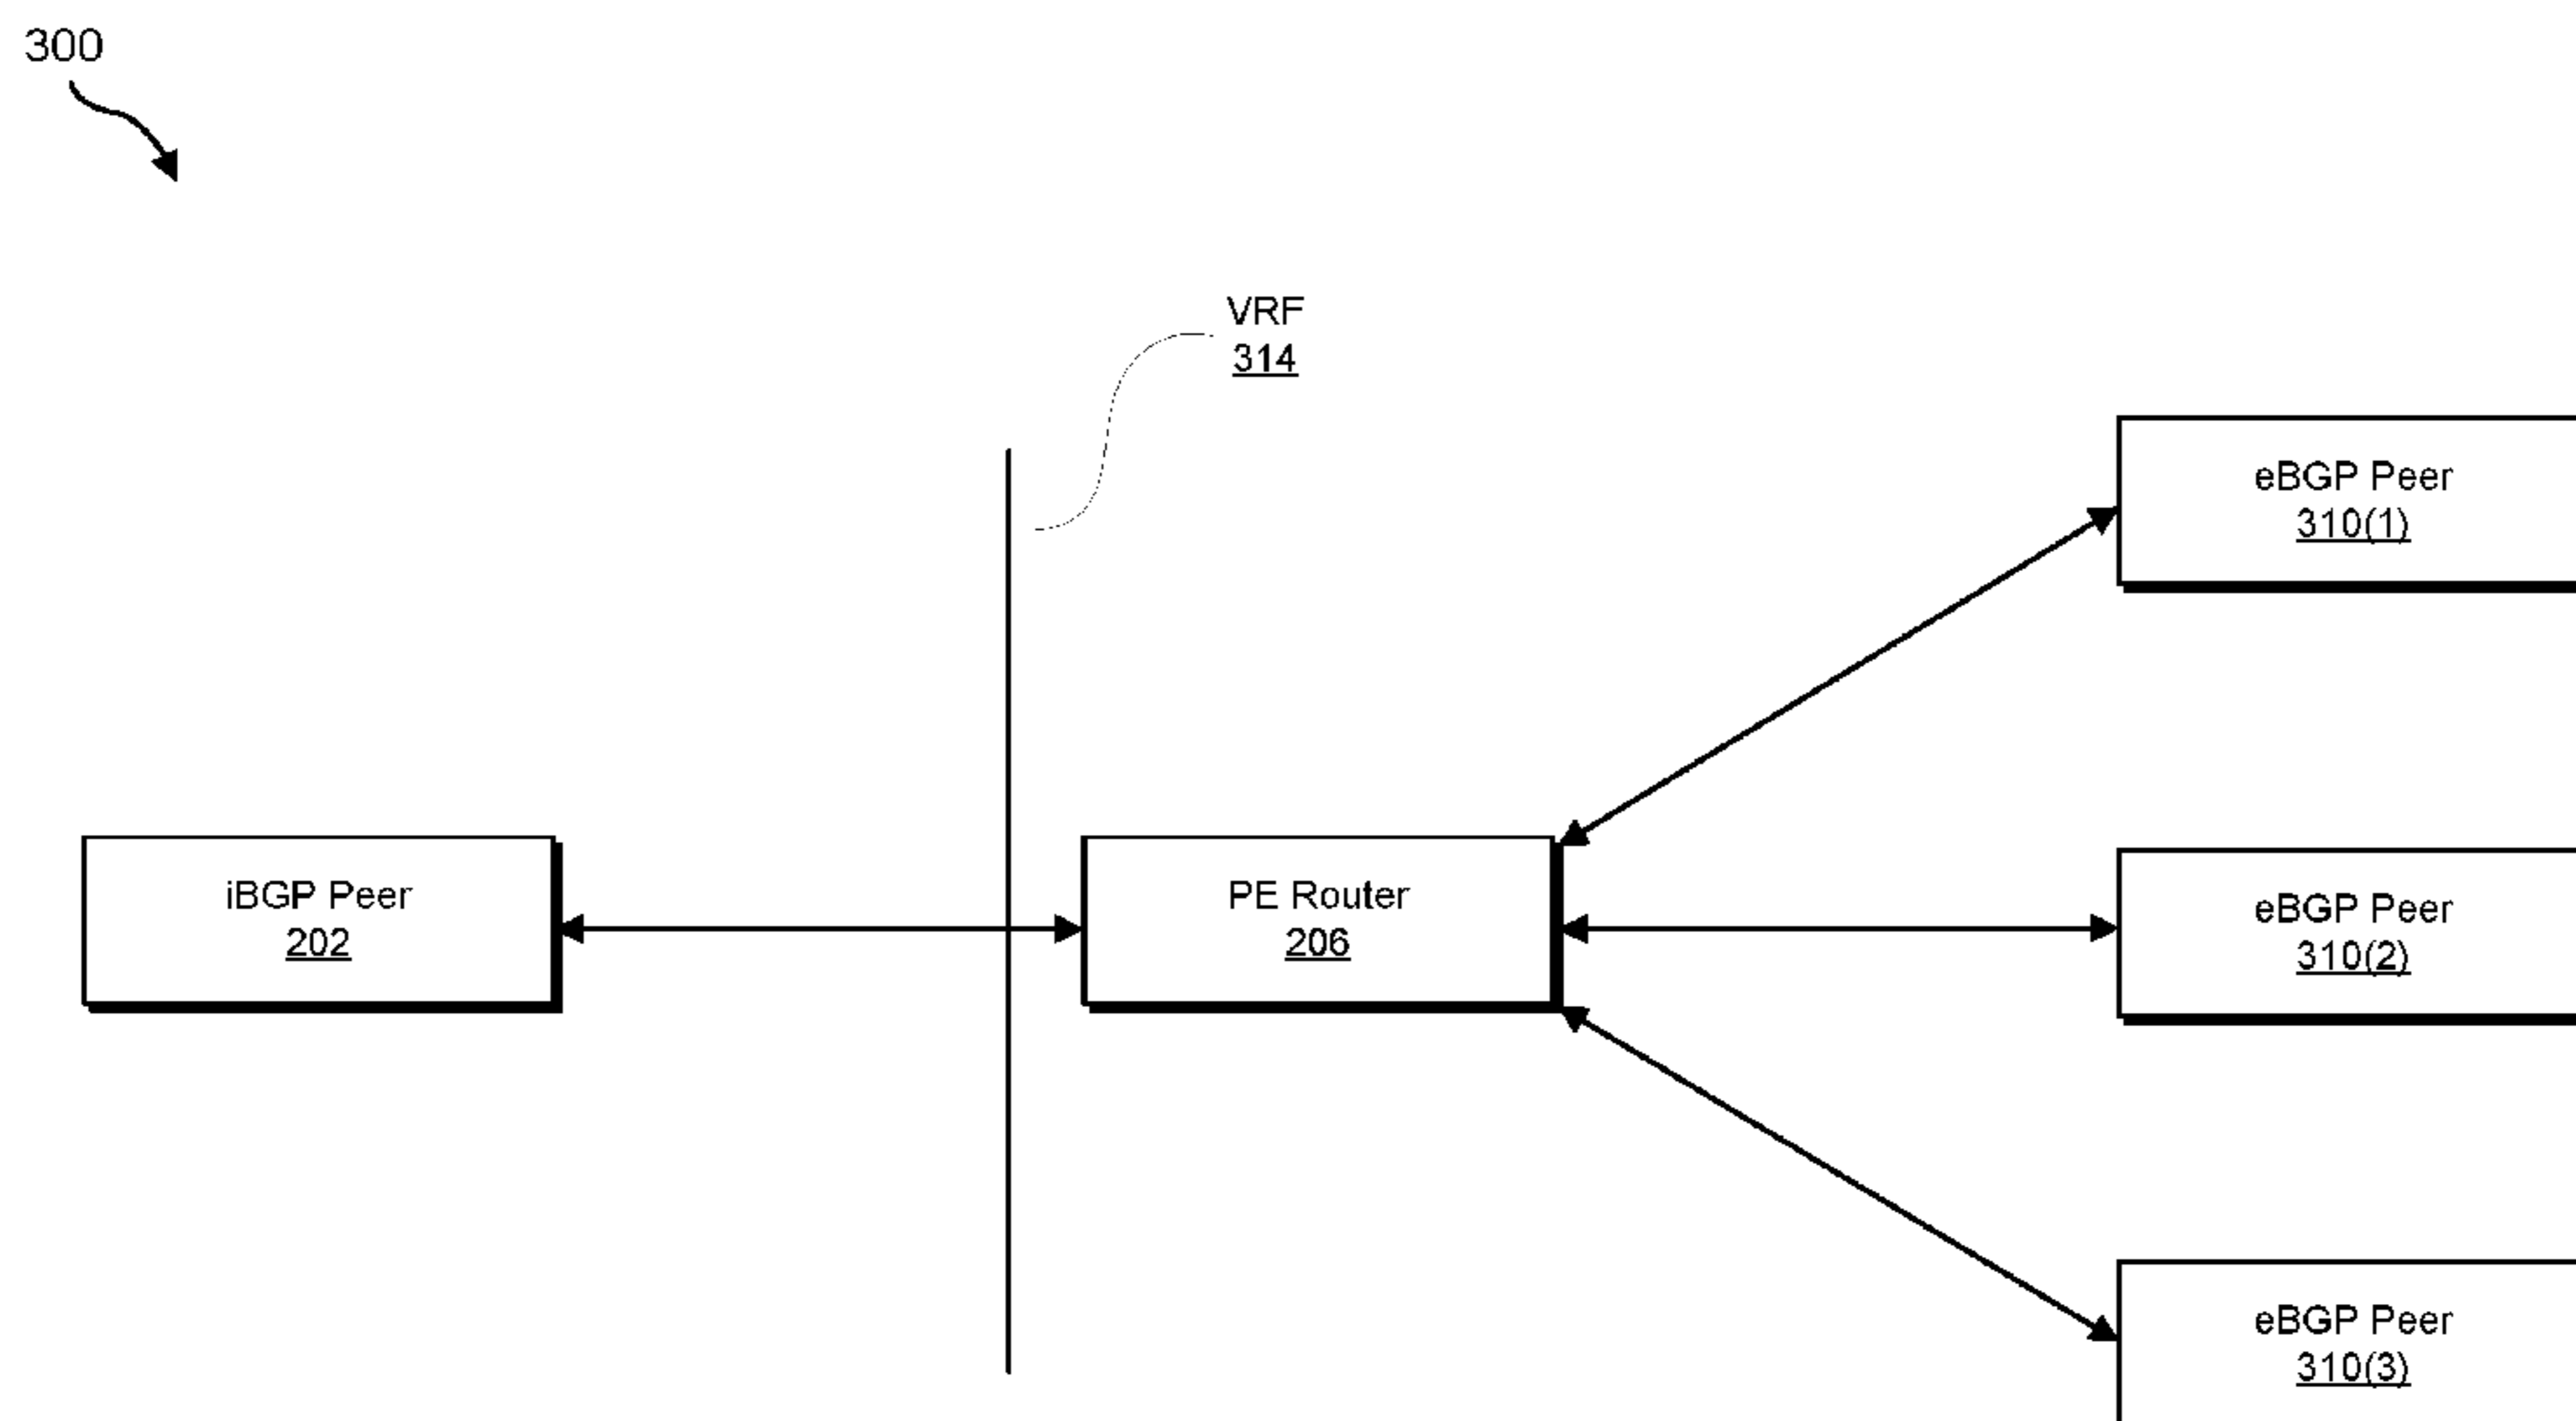 300
VRF
314
eBGP Peer
310(1)
iBGP Peer
202
PE Router
206
eBGP Peer
310(2)
eBGP Peer
310(3)